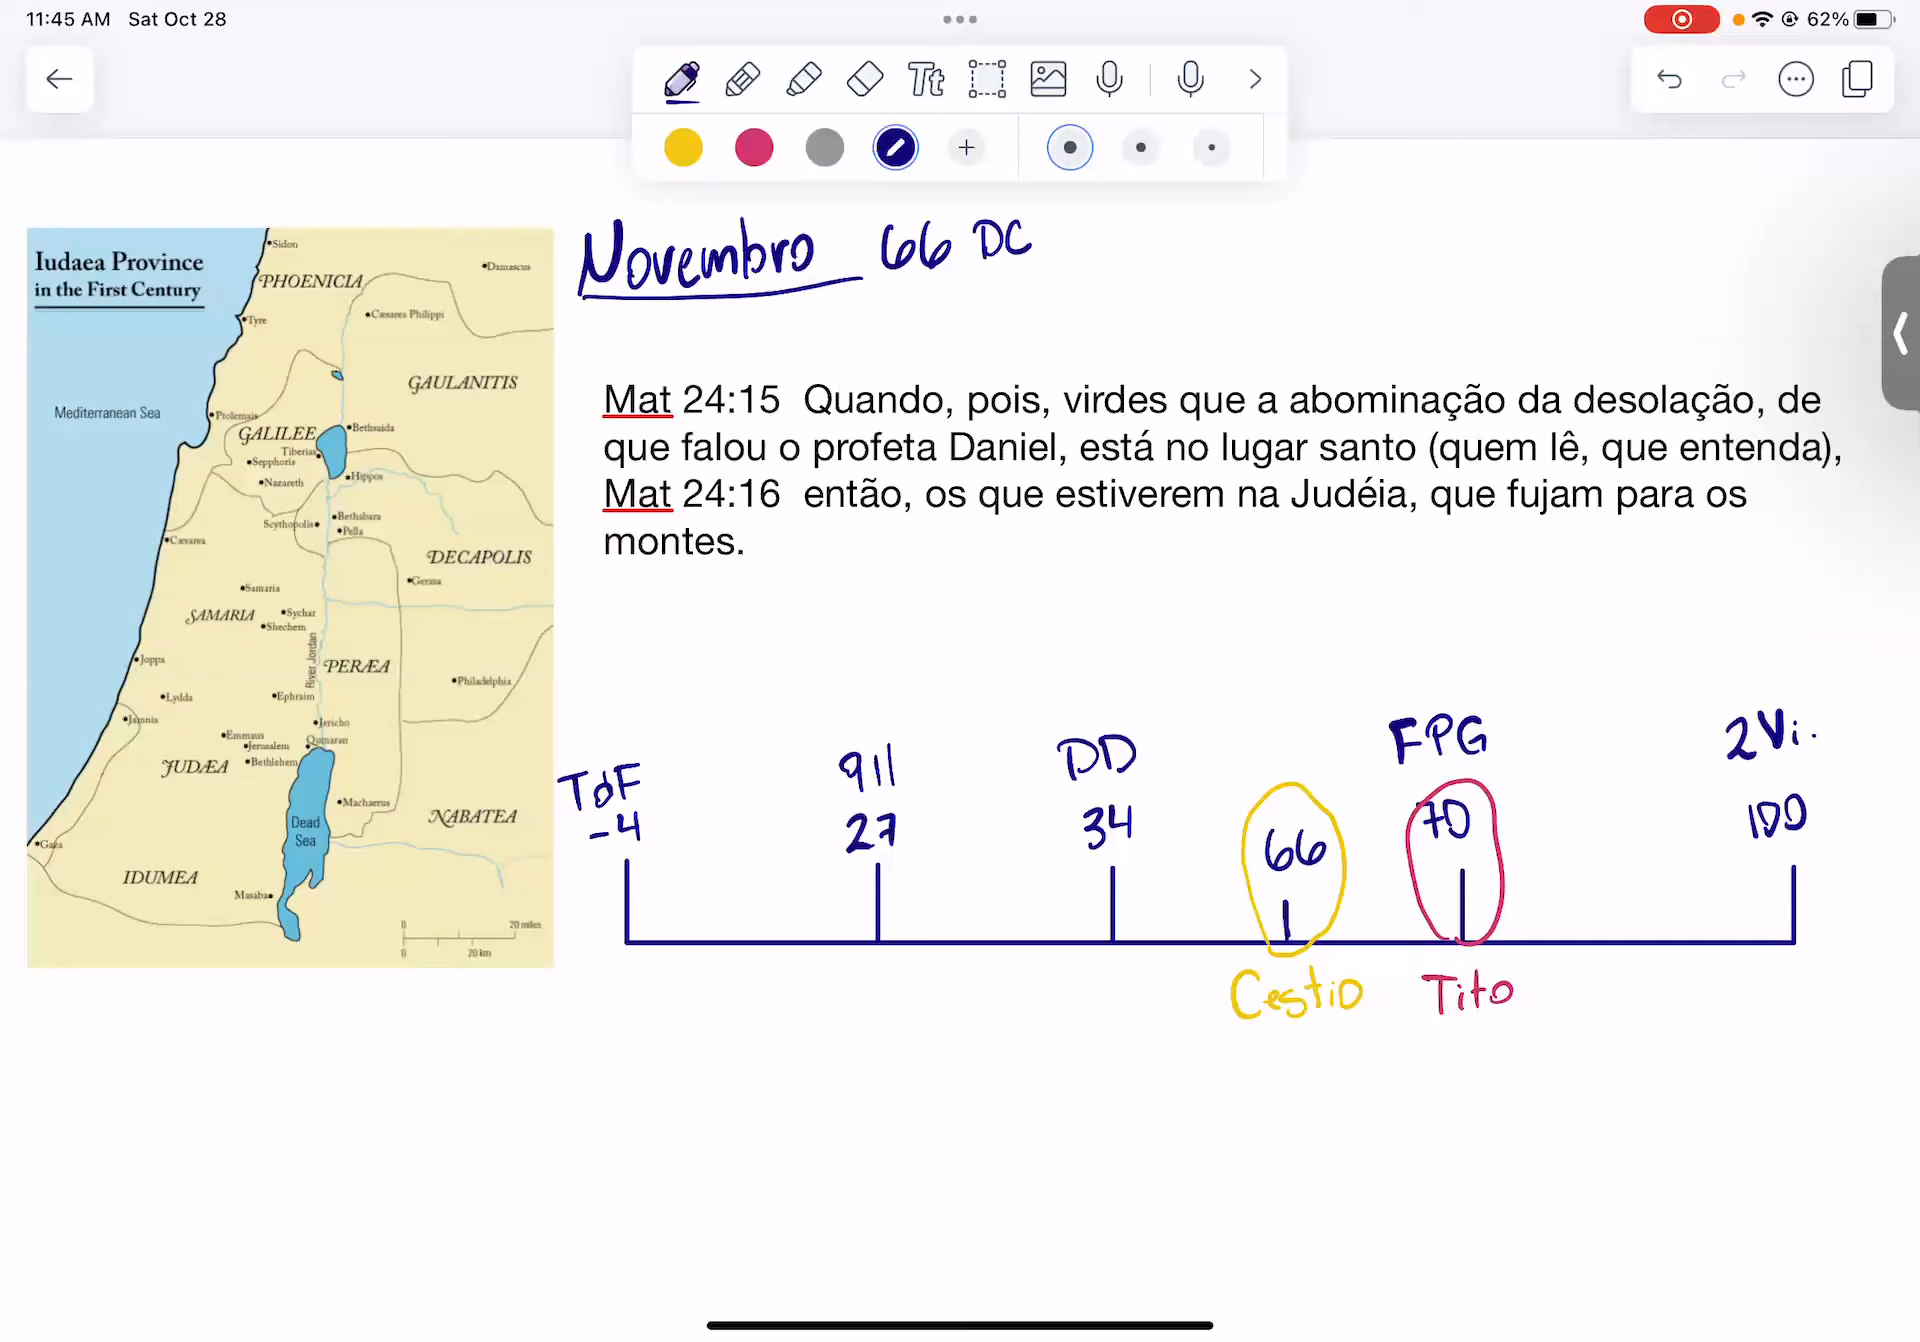 11:45 AM Sat Oct 28
62%
Tt
Novembro 66 DC
Iudaea Province
in the First Century
Sidon
Damascus
PHOENICIA
Cæsarea Philippi
Tyre
GAULANITIS
Mediterranean Sea
Ptolemais
Bethsaida
GALILEE
Tiberias
Sepphoris
Hippos
Nazareth
Bethabara
Scythopolis
Pella
Cæsarea
DECAPOLIS
Gerasa
Samaria
SAMARIA
Sychar
Shechem
River Jordan
Joppa
PERÆA
Philadelphia
Lydda
Ephraim
Jamnia
Jericho
Emmaus
Qumran
Jerusalem
JUDÆA
Bethlehem
Machaerus
NABATEA
Dead
Sea
Gaza
IDUMEA
Masada
0 20 miles
0 20 km
Mat 24:15 Quando, pois, virdes que a abominação da desolação, de
que falou o profeta Daniel, está no lugar santo (quem lê, que entenda),
Mat 24:16 então, os que estiverem na Judéia, que fujam para os
montes.
TdF 911 DD FPG 2Vi.
-4 27 34 66 70 100
Cestio Tito